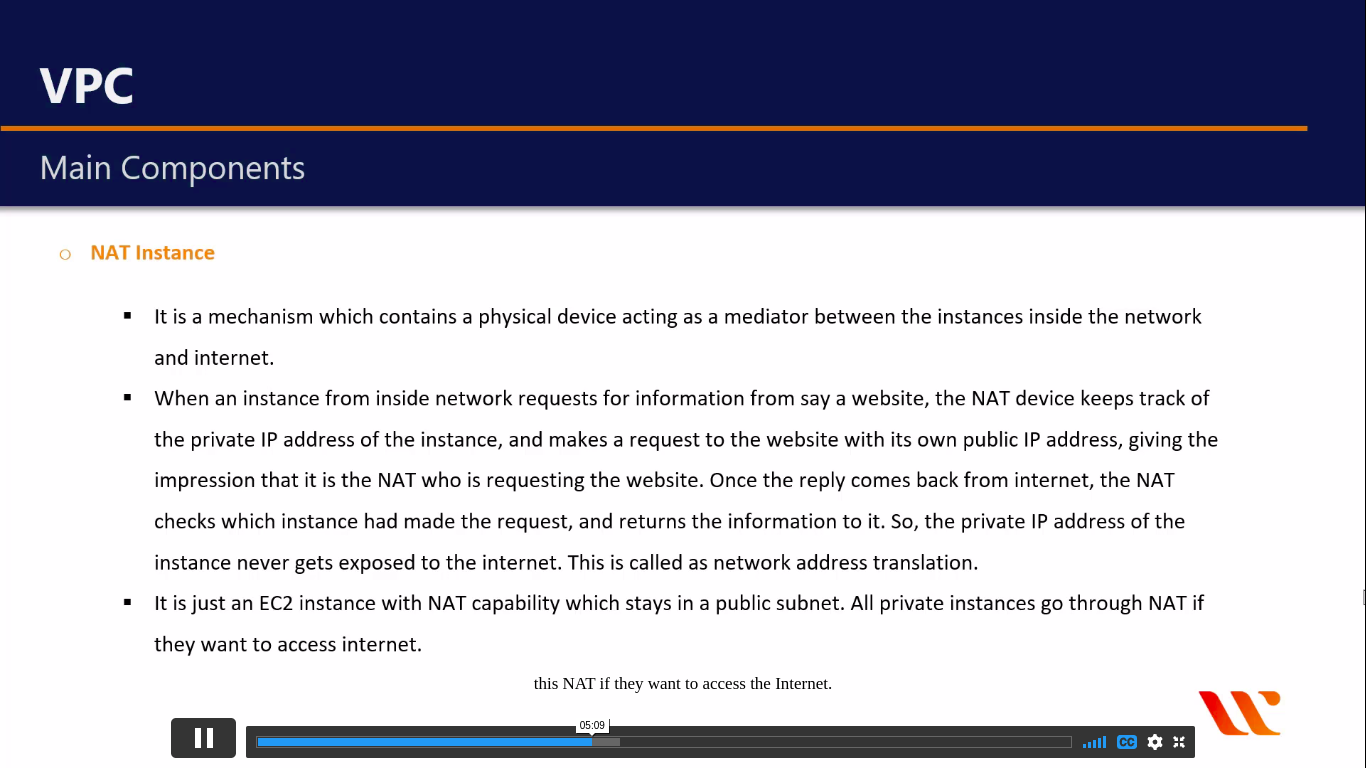 VPC
Main Components
NAT Instance
It is a mechanism which contains a physical device acting as a mediator between the instances inside the network
and internet.
When an instance from inside network requests for information from say a website, the NAT device keeps track of
the private IP address of the instance, and makes a request to the website with its own public IP address, giving the
impression that it is the NAT who is requesting the website. Once the reply comes back from internet, the NAT
checks which instance had made the request, and returns the information to it. So, the private IP address of the
instance never gets exposed to the internet. This is called as network address translation.
It is just an EC2 instance with NAT capability which stays in a public subnet. All private instances go through NAT if
they want to access internet.
this NAT if they want to access the Internet.
05:09
CC